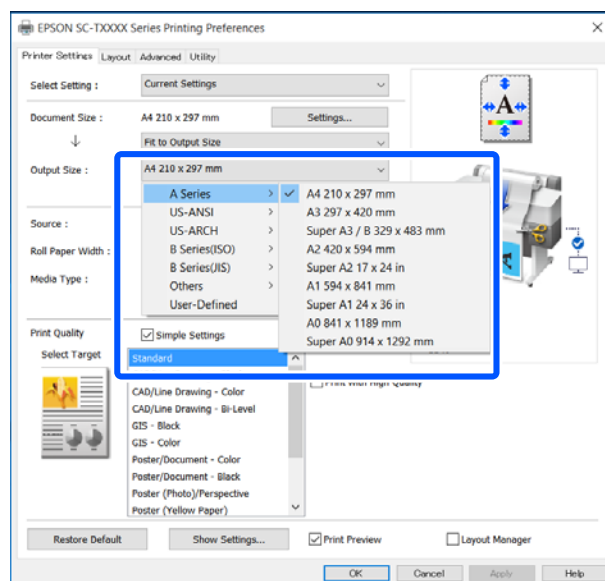 EPSON SC-TXXXX Series Printing Preferences
Printer Settings Layout Advanced Utility
Select Setting : Current Settings
Document Size : A4 210 x 297 mm Settings...
Fit to Output Size
Output Size : A4 210 x 297 mm
A Series
US-ANSI
US-ARCH
B Series(ISO)
B Series(JIS)
Others
User-Defined
A4 210 x 297 mm
A3 297 x 420 mm
Super A3 / B 329 x 483 mm
A2 420 x 594 mm
Super A2 17 x 24 in
A1 594 x 841 mm
Super A1 24 x 36 in
A0 841 x 1189 mm
Super A0 914 x 1292 mm
Source :
Roll Paper Width :
Media Type :
A
Print Quality
Simple Settings
Select Target
Standard
Print With High Quality
CAD/Line Drawing - Color
CAD/Line Drawing - Bi-Level
GIS - Black
GIS - Color
Poster/Document - Color
Poster/Document - Black
Poster (Photo)/Perspective
Poster (Yellow Paper)
Restore Default Show Settings... Print Preview Layout Manager
OK Cancel Apply Help